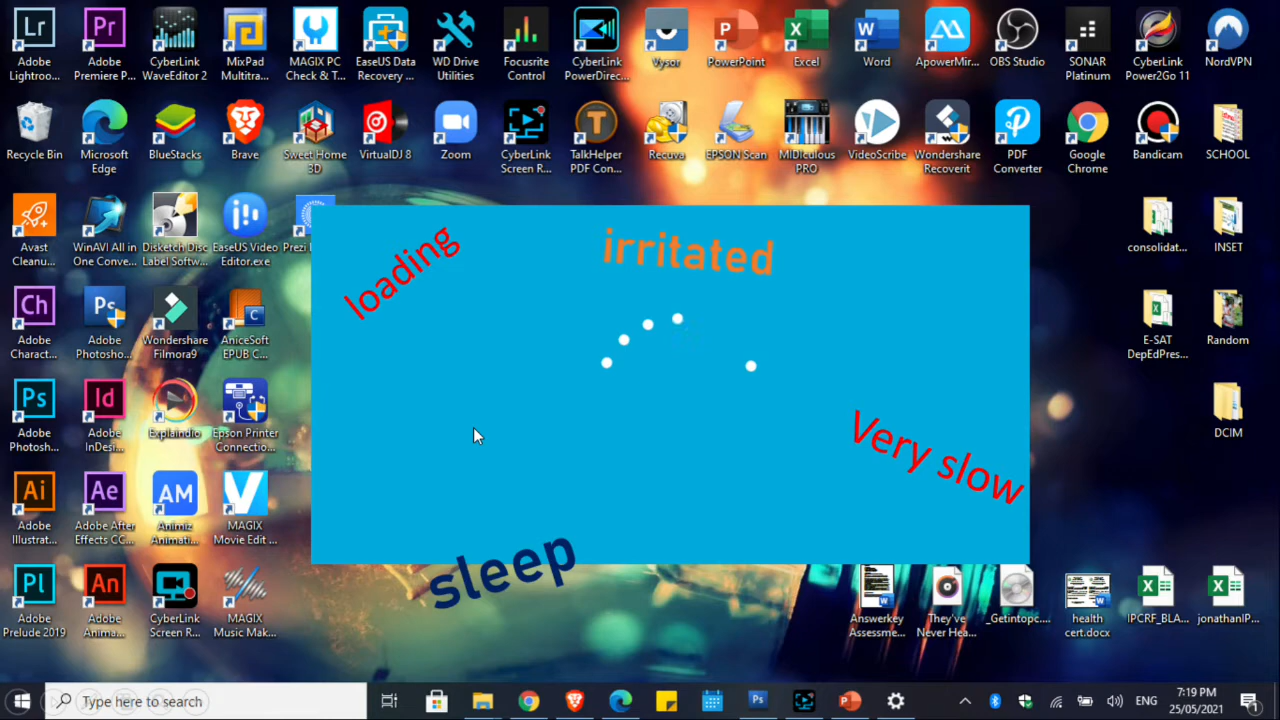 Adobe Lightroo...
Adobe Premiere P...
CyberLink WaveEditor 2
MixPad Multitra...
MAGIX PC Check & T...
EaseUS Data Recovery ...
WD Drive Utilities
Focusrite Control
CyberLink PowerDirec...
Vysor
PowerPoint
Excel
Word
ApowerMir...
OBS Studio
SONAR Platinum
CyberLink Power2Go 11
NordVPN
Recycle Bin
Microsoft Edge
BlueStacks
Brave
Sweet Home 3D
VirtualDJ 8
Zoom
CyberLink Screen R...
TalkHelper PDF Con...
Recuva
EPSON Scan
MIDIculous PRO
VideoScribe
Wondershare Recoverit
PDF Converter
Google Chrome
Bandicam
SCHOOL
Avast Cleanu...
WinAVI All in One Conve...
Disketch Disc Label Softw...
EaseUS Video Editor.exe
Prezi
consolidat...
INSET
loading
irritated
Very slow
sleep
Adobe Charact...
Adobe Photosho...
Wondershare Filmora9
AniceSoft EPUB C...
E-SAT DepEdPres...
Random
Adobe Photosh...
Adobe InDesi...
Explaindio
Epson Printer Connectio...
DCIM
Adobe Illustrat...
Adobe After Effects CC...
Animiz Animati...
MAGIX Movie Edit ...
Adobe Prelude 2019
Adobe Anima...
CyberLink Screen R...
MAGIX Music Mak...
Answerkey Assessme...
They've Never Hea...
_Getintopc....
health cert.docx
IPCRF_BLA...
jonathanIP...
Type here to search
ENG
7:19 PM
25/05/2021